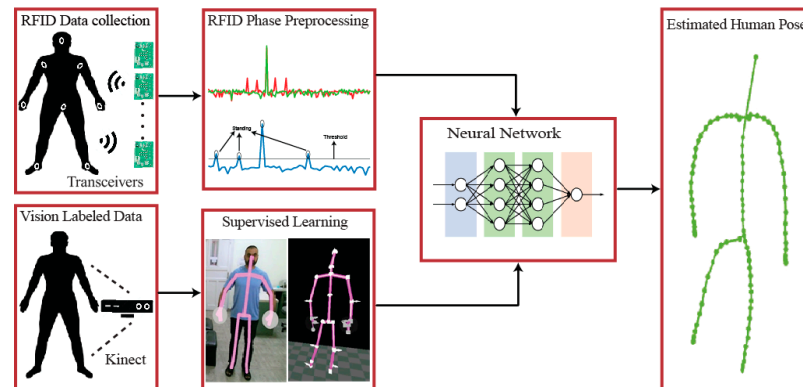 RFID Data collection
Transceivers
RFID Phase Preprocessing
Standing
Threshold
Vision Labeled Data
Kinect
Supervised Learning
Neural Network
Estimated Human Pose